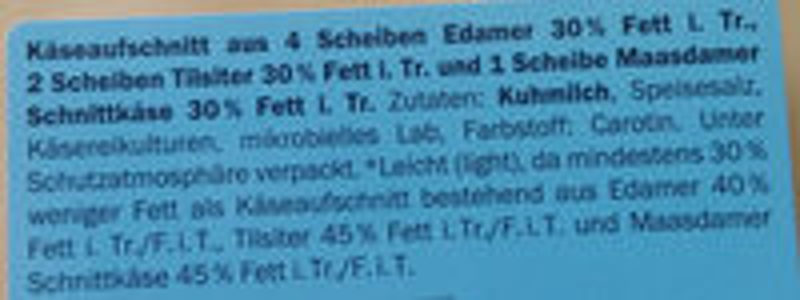 Käseaufschnitt aus 4 Scheiben Edamer 30% Fett i. Tr.,
2 Scheiben Tilsiter 30% Fett i. Tr. und 1 Scheibe Maasdamer
Schnittkäse 30% Fett i. Tr. Zutaten: Kuhmilch, Speisesalz,
Käsereikulturen, mikrobielles Lab, Farbstoff: Carotin. Unter
Schutzatmosphäre verpackt. *Leicht (light), da mindestens 30%
weniger Fett als Käseaufschnitt bestehend aus Edamer 40%
Fett i. Tr./F.i.T., Tilsiter 45% Fett i.Tr./F.i.T. und Maasdamer
Schnittkäse 45% Fett i.Tr./F.i.T.